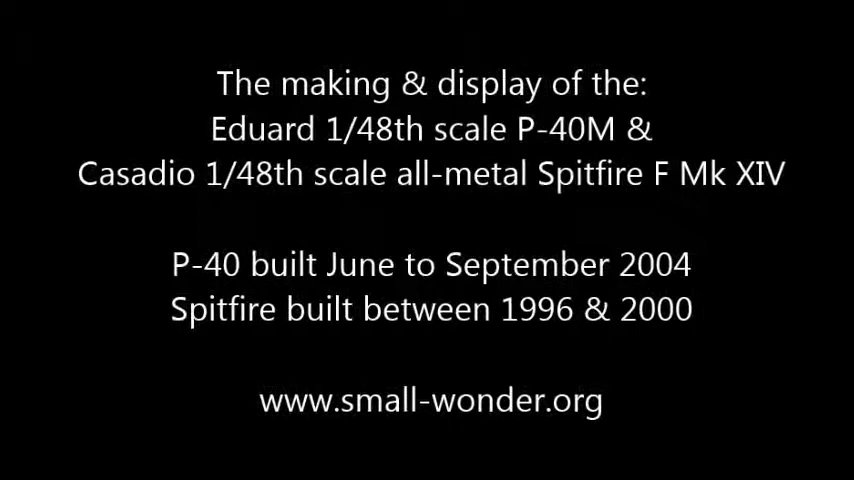 The making & display of the:
Eduard 1/48th scale P-40M &
Casadio 1/48th scale all-metal Spitfire F Mk XIV
P-40 built June to September 2004
Spitfire built between 1996 & 2000
www.small-wonder.org